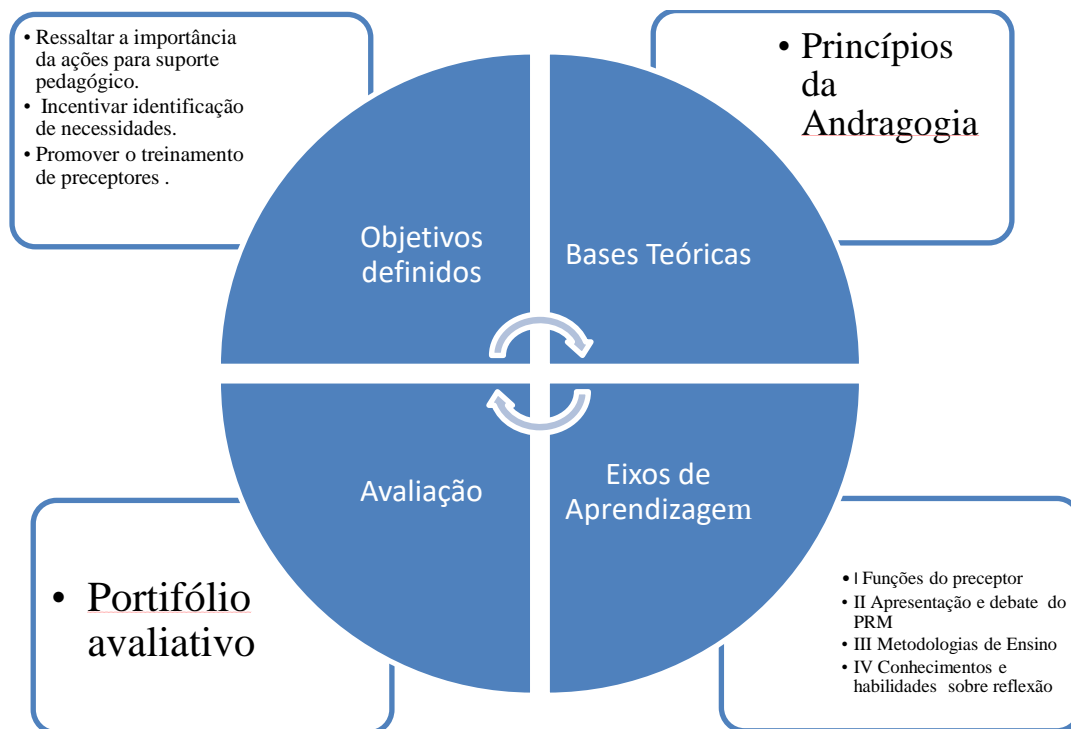 • Ressaltar a importância
da ações para suporte
pedagógico.
• Incentivar identificação
de necessidades.
• Promover o treinamento
de preceptores .
• Princípios
da
Andragogia
Objetivos
definidos
Bases Teóricas
Avaliação
Eixos de
Aprendizagem
• Portifólio
avaliativo
• I Funções do preceptor
• II Apresentação e debate do
PRM
• III Metodologias de Ensino
• IV Conhecimentos e
habilidades sobre reflexão